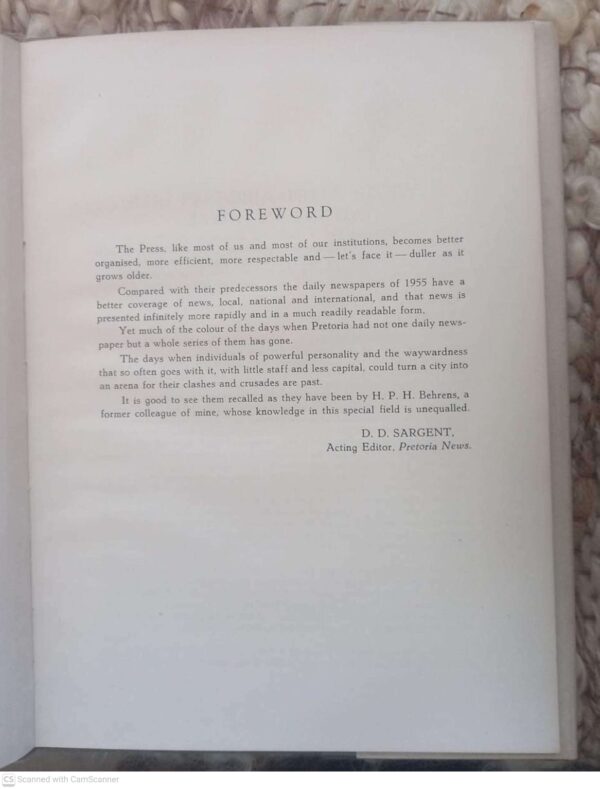 FOREWORD
The Press, like most of us and most of our institutions, becomes better
organised, more efficient, more respectable and — let's face it — duller as it
grows older.
Compared with their predecessors the daily newspapers of 1955 have a
better coverage of news, local, national and international, and that news is
presented infinitely more rapidly and in a much readily readable form.
Yet much of the colour of the days when Pretoria had not one daily news-
paper but a whole series of them has gone.
The days when individuals of powerful personality and the waywardness
that so often goes with it, with little staff and less capital, could turn a city into
an arena for their clashes and crusades are past.
It is good to see them recalled as they have been by H. P. H. Behrens, a
former colleague of mine, whose knowledge in this special field is unequalled.
D. D. SARGENT,
Acting Editor, Pretoria News.
CS Scanned with CamScanner